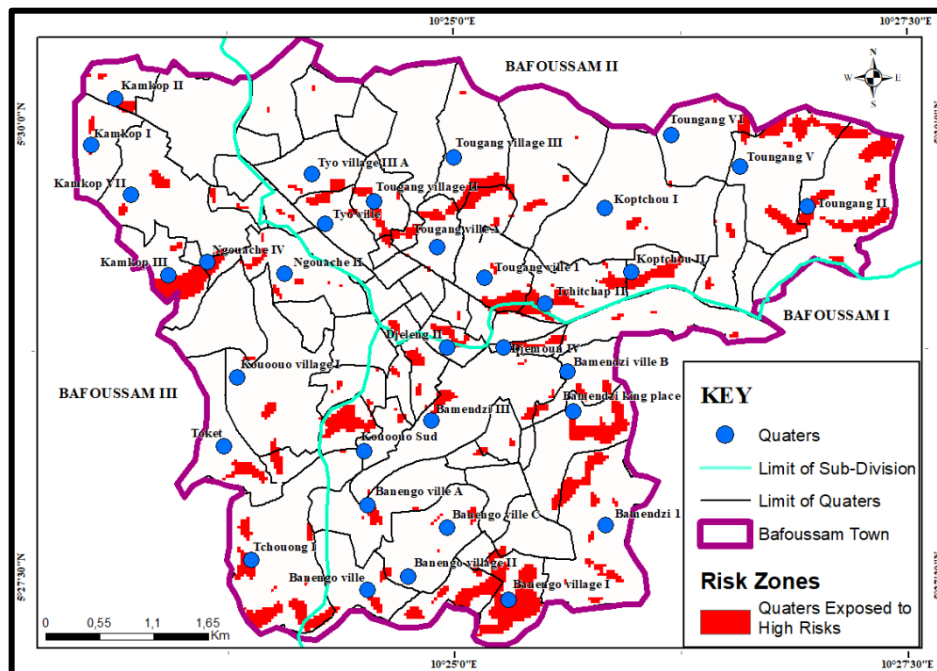 10°25'0"E
10°27'30"E
BAFOUSSAM II
N
W E
S
5°30'0"N
Kamkop II
Toungang VI
Kamkop I
Tougang village III
Toungang V
Tyo village III A
Kamkop VII
Tougang village II
Koptchou I
Toungang II
Tyo ville
Tougang ville A
Ngouache IV
Kamkop III
Ngouache II
Koptchou II
Tougang ville I
Tchitchap II
BAFOUSSAM I
Djeleng II
Djemoun IV
Kouoouo village I
Bamendzi ville B
BAFOUSSAM III
Bamendzi king place
Bamendzi III
Toket
Kouoouo Sud
Banengo ville A
Banengo ville C
Bamendzi 1
Tchouong I
Banengo village II
Banengo ville
Banengo village I
5°27'30"N
0 0,55 1,1 1,65
Km
KEY
Quaters
Limit of Sub-Division
Limit of Quaters
Bafoussam Town
Risk Zones
Quaters Exposed to
High Risks
10°25'0"E
10°27'30"E